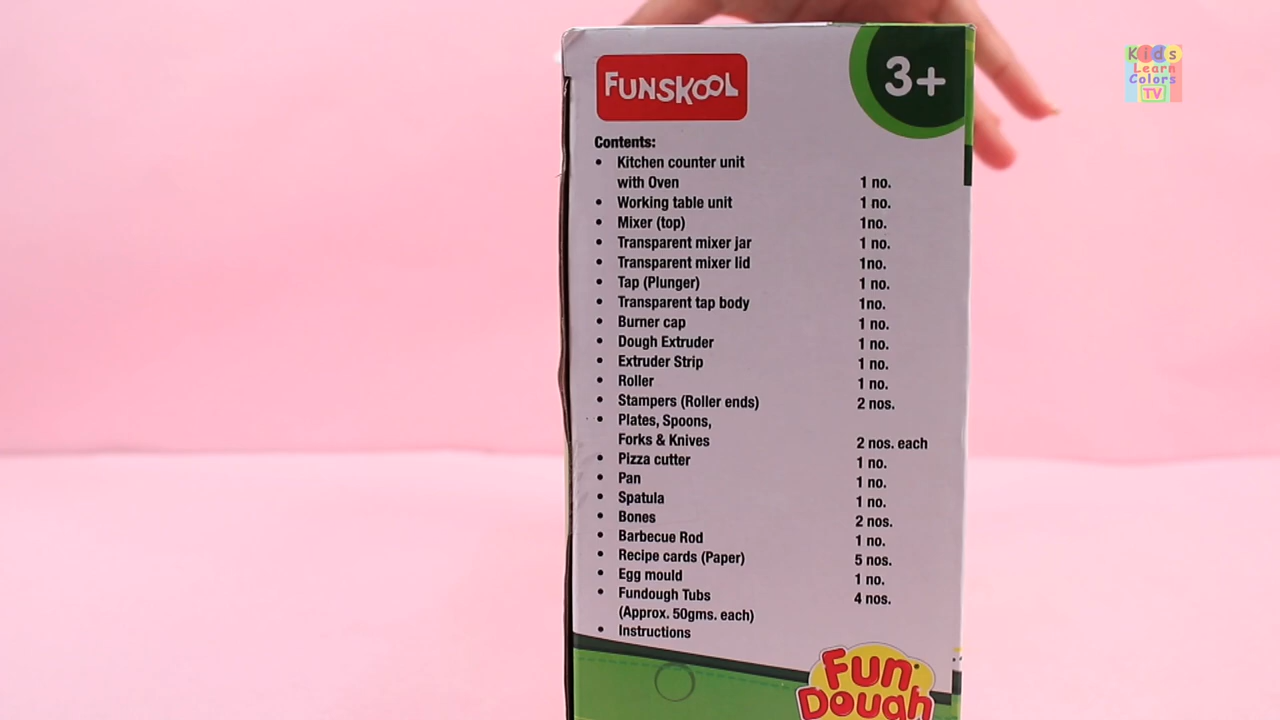 FUNSKOOL
3+
Kids
Learn
Colors
TV
Contents:
• Kitchen counter unit
with Oven 1 no.
• Working table unit 1 no.
• Mixer (top) 1no.
• Transparent mixer jar 1 no.
• Transparent mixer lid 1no.
• Tap (Plunger) 1 no.
• Transparent tap body 1no.
• Burner cap 1 no.
• Dough Extruder 1 no.
• Extruder Strip 1 no.
• Roller 1 no.
• Stampers (Roller ends) 2 nos.
• Plates, Spoons,
Forks & Knives 2 nos. each
• Pizza cutter 1 no.
• Pan 1 no.
• Spatula 1 no.
• Bones 2 nos.
• Barbecue Rod 1 no.
• Recipe cards (Paper) 5 nos.
• Egg mould 1 no.
• Fundough Tubs 4 nos.
(Approx. 50gms. each)
• Instructions
Fun
Dough